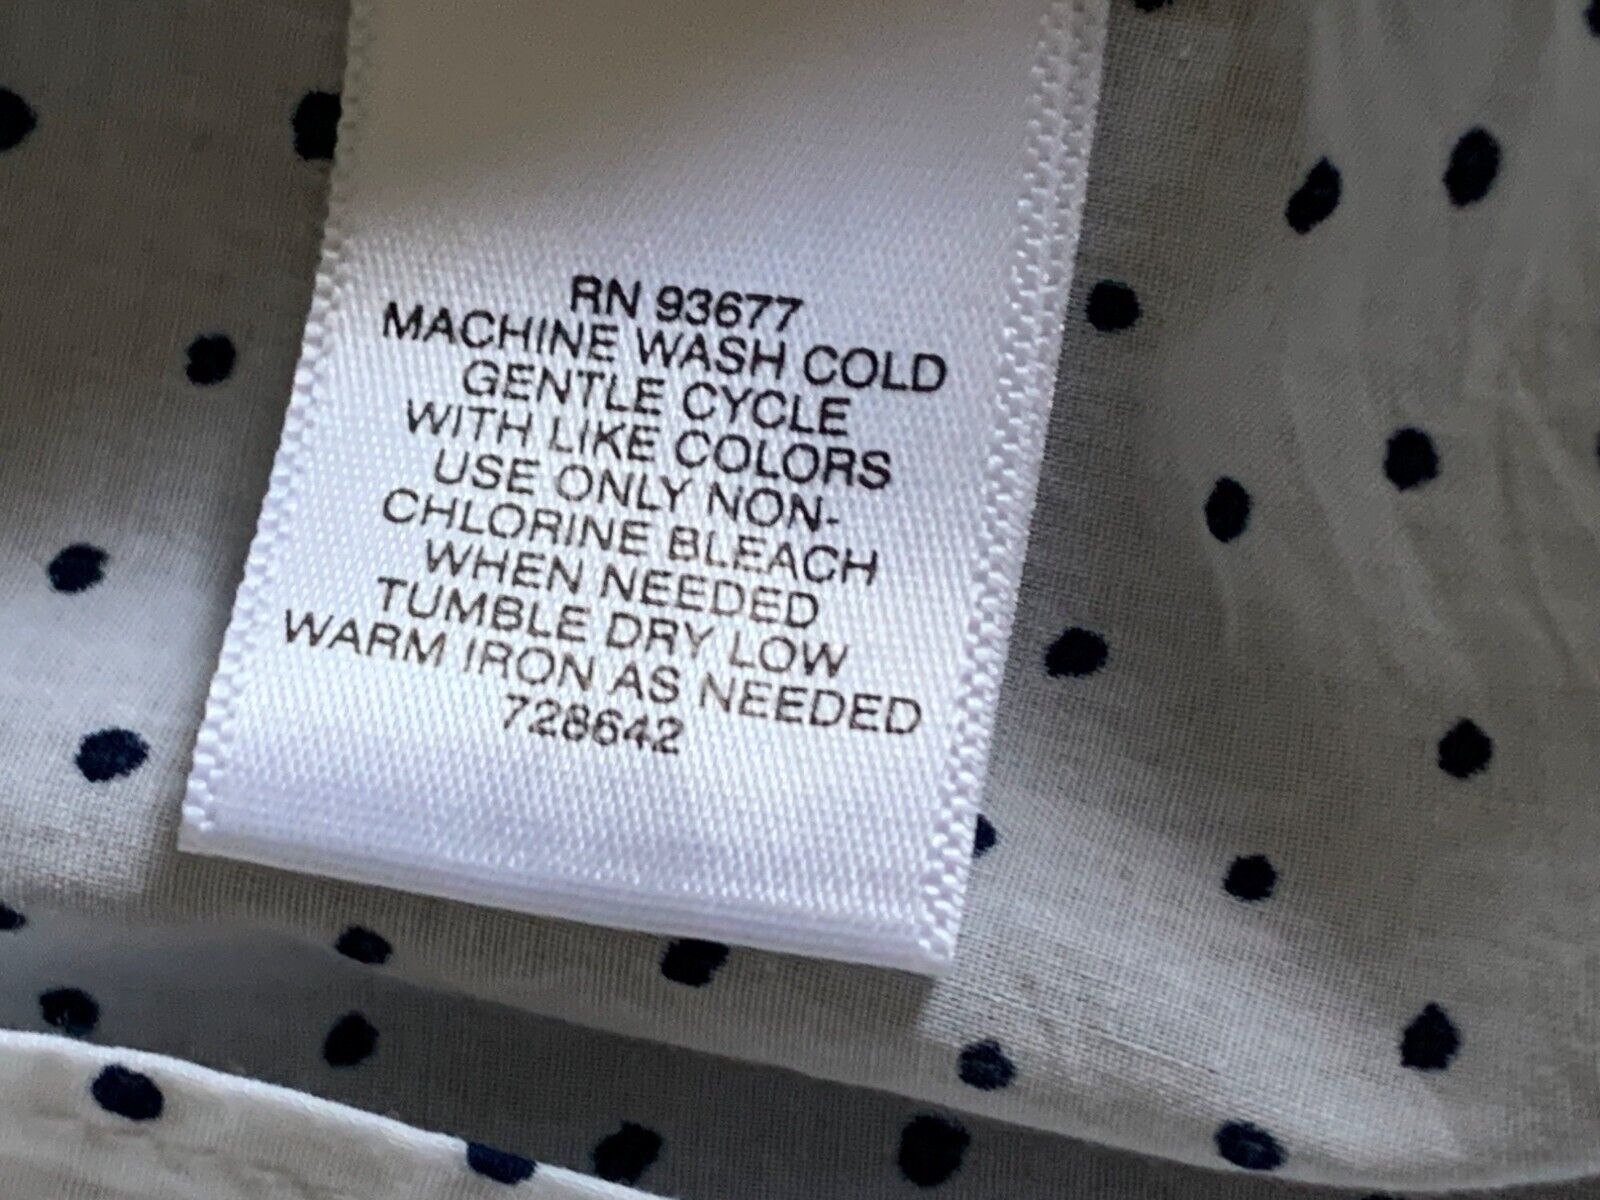 RN 93677
MACHINE WASH COLD
GENTLE CYCLE
WITH LIKE COLORS
USE ONLY NON-
CHLORINE BLEACH
WHEN NEEDED
TUMBLE DRY LOW
WARM IRON AS NEEDED
728642